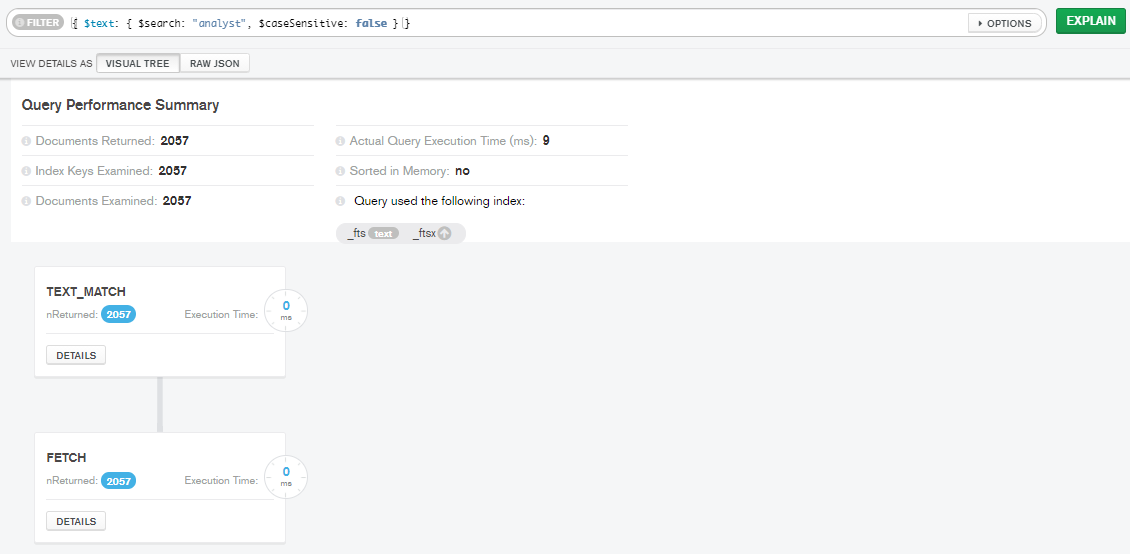 FILTER { $text: { $search: "analyst", $caseSensitive: false } } OPTIONS EXPLAIN
VIEW DETAILS AS VISUAL TREE RAW JSON
Query Performance Summary
Documents Returned: 2057 Actual Query Execution Time (ms): 9
Index Keys Examined: 2057 Sorted in Memory: no
Documents Examined: 2057 Query used the following index:
_fts text _ftsx
TEXT_MATCH
nReturned: 2057 Execution Time: 0 ms
DETAILS
FETCH
nReturned: 2057 Execution Time: 0 ms
DETAILS